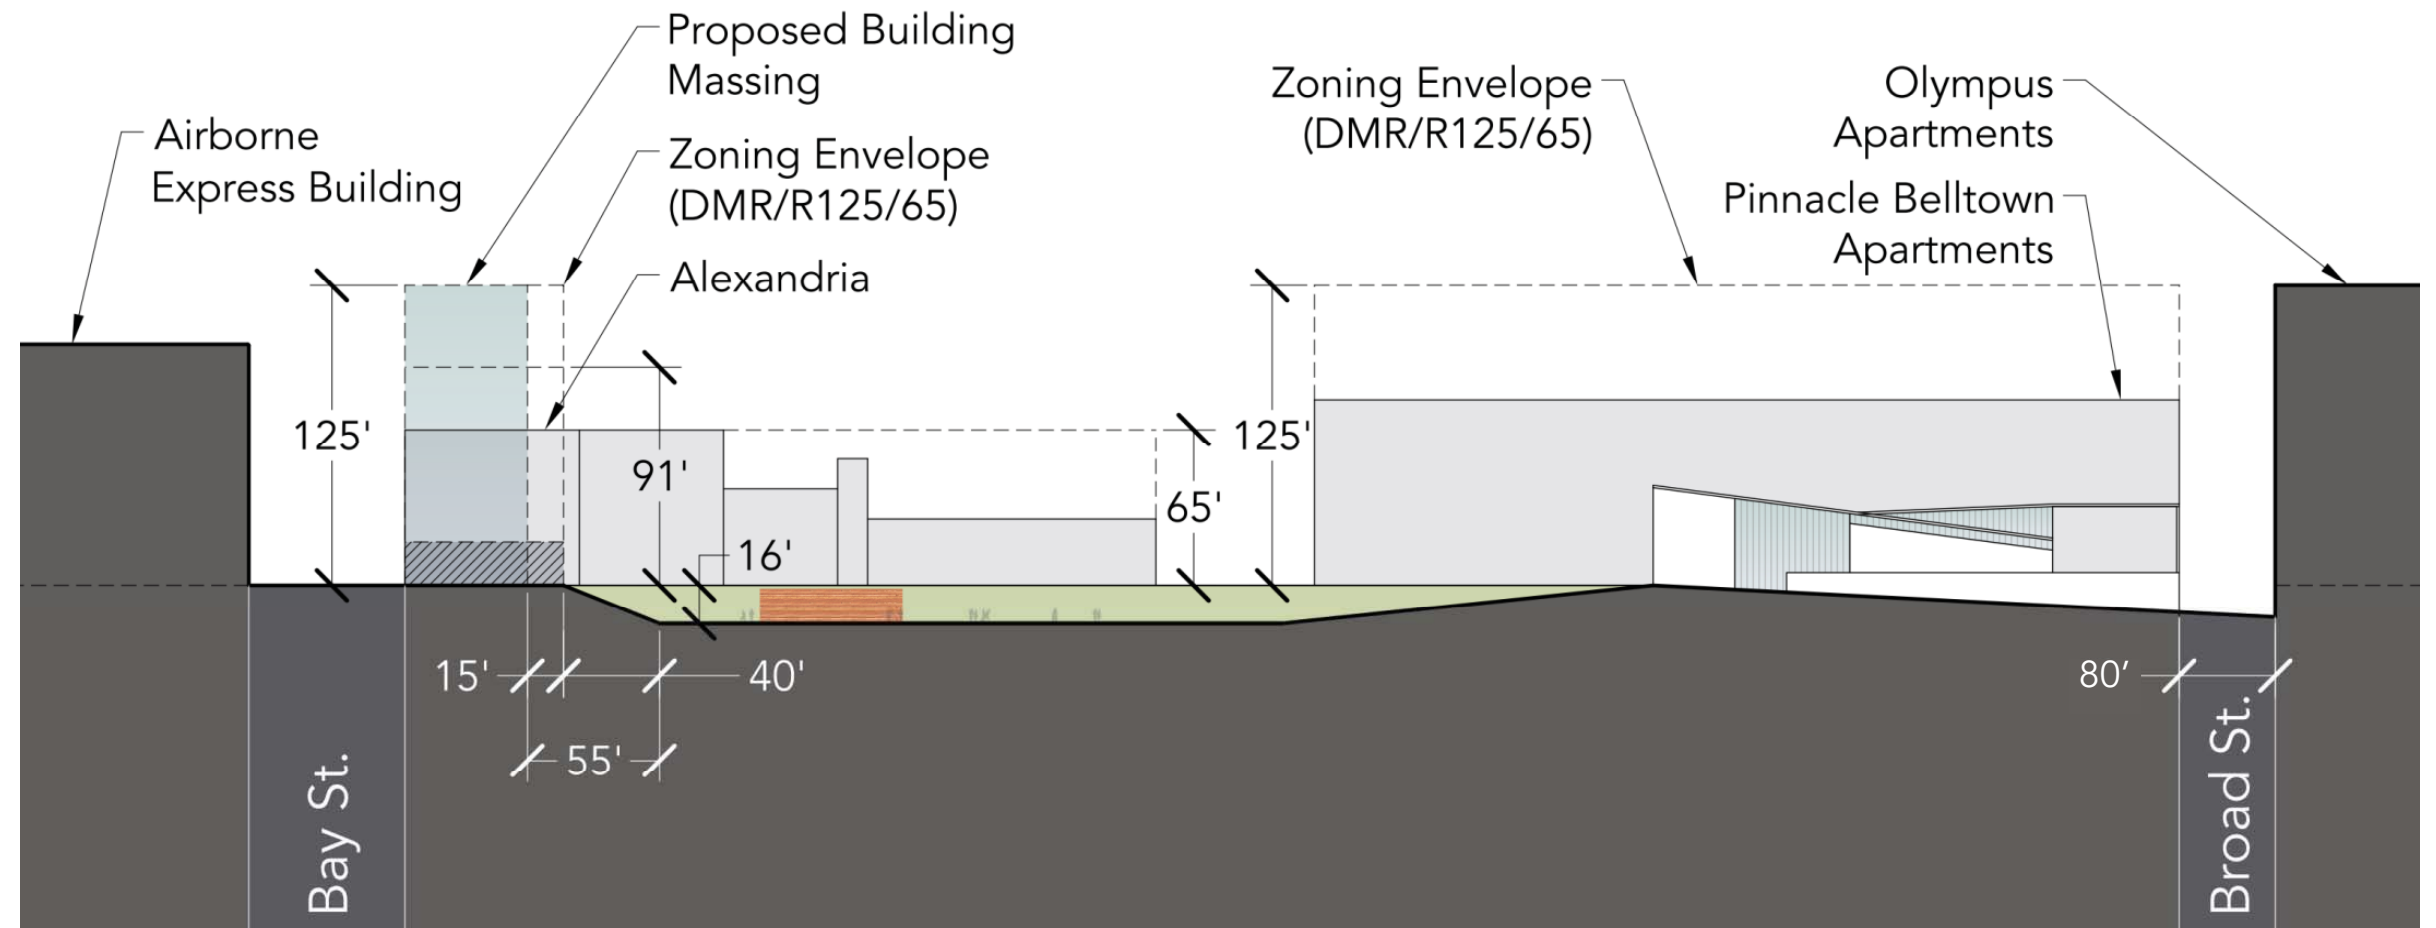 Proposed Building
Massing
Zoning Envelope
(DMR/R125/65)
Olympus
Apartments
Airborne
Express Building
Zoning Envelope
(DMR/R125/65)
Pinnacle Belltown
Apartments
Alexandria
125'
91'
125'
65'
16'
15'
40'
80’
55'
Bay St.
Broad St.